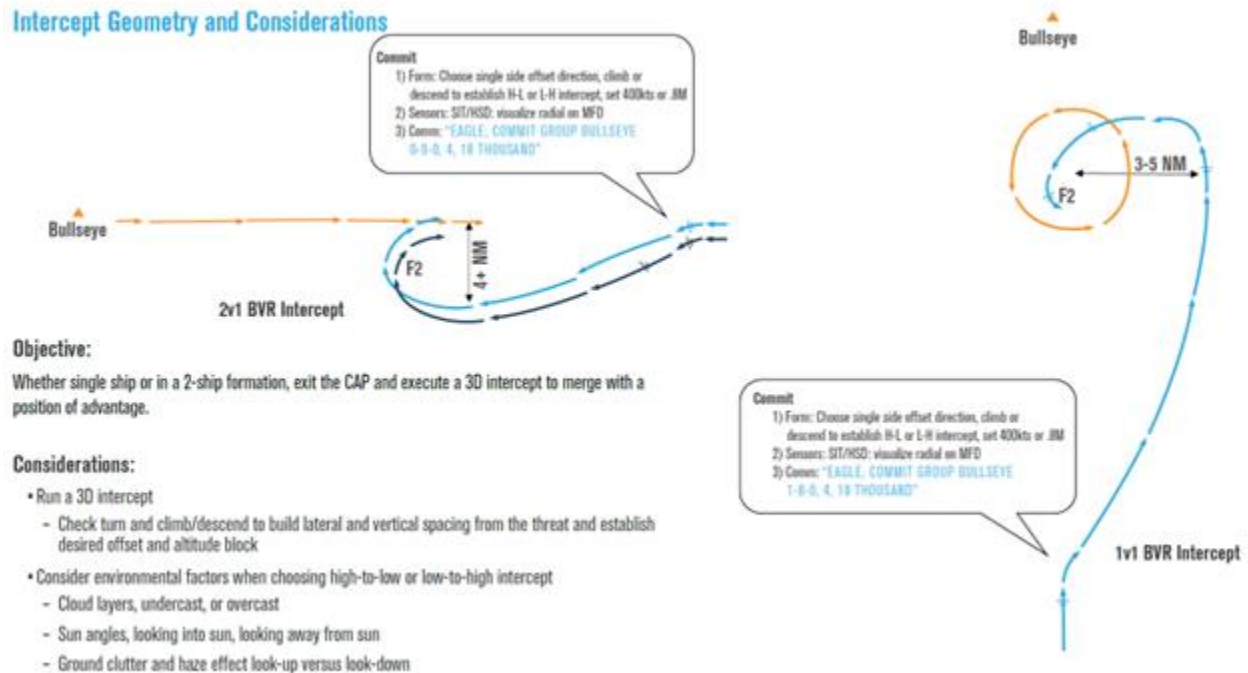 Intercept Geometry and Considerations
Commit
1) Form: Choose single side offset direction, climb or
descend to establish H-L or L-H intercept, set 400kts or .8M
2) Sensors: SIT/HSD: visualize radial on MFD
3) Comm: "EAGLE, COMMIT GROUP BULLSEYE
0-9-0, 4, 18 THOUSAND"
Bullseye
F2
4+ NM
2v1 BVR Intercept
Objective:
Whether single ship or in a 2-ship formation, exit the CAP and execute a 3D intercept to merge with a
position of advantage.
Considerations:
• Run a 3D intercept
- Check turn and climb/descend to build lateral and vertical spacing from the threat and establish
desired offset and altitude block
• Consider environmental factors when choosing high-to-low or low-to-high intercept
- Cloud layers, undercast, or overcast
- Sun angles, looking into sun, looking away from sun
- Ground clutter and haze effect look-up versus look-down
Bullseye
3-5 NM
F2
Commit
1) Form: Choose single side offset direction, climb or
descend to establish H-L or L-H intercept, set 400kts or .8M
2) Sensors: SIT/HSD: visualize radial on MFD
3) Comm: "EAGLE, COMMIT GROUP BULLSEYE
1-8-0, 4, 18 THOUSAND"
1v1 BVR Intercept